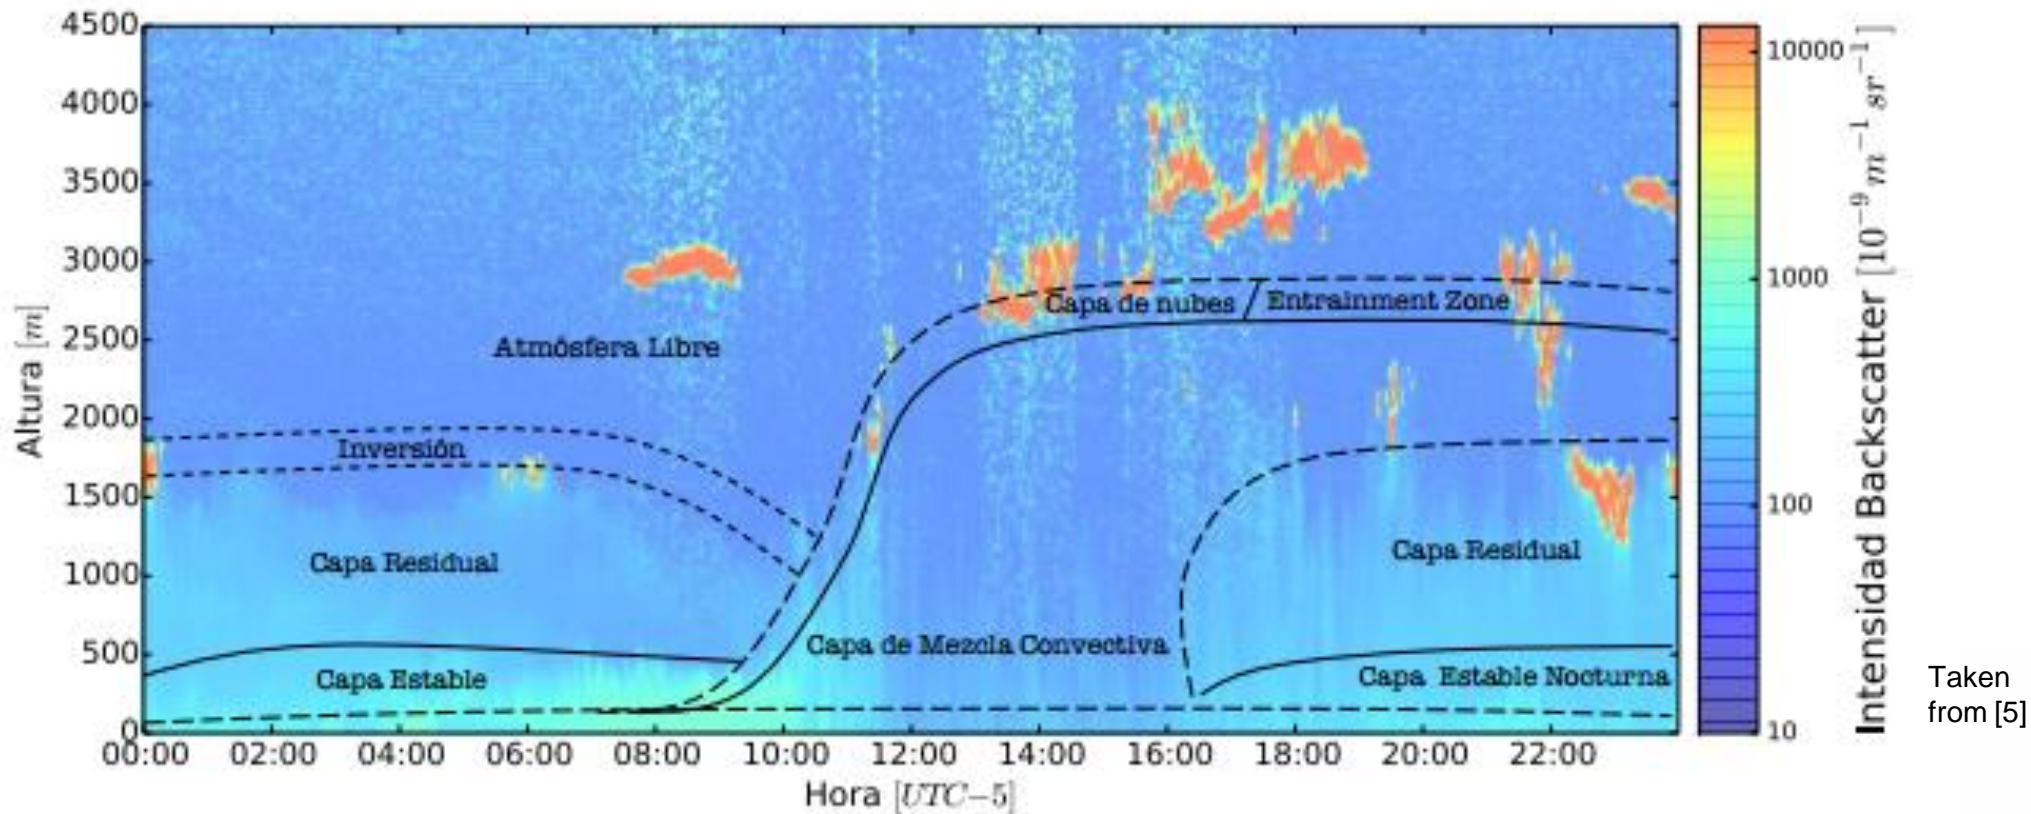 4500
4000
3500
3000
2500
2000
1500
1000
500
0
Altura [m]
Atmósfera Libre
Inversión
Capa Residual
Capa Estable
Capa de nubes / Entrainment Zone
Capa de Mezcla Convectiva
Capa Residual
Capa Estable Nocturna
00:00 02:00 04:00 06:00 08:00 10:00 12:00 14:00 16:00 18:00 20:00 22:00
Hora [UTC−5]
10000
1000
100
10
Intensidad Backscatter [10⁻⁹ m⁻¹ sr⁻¹]
Taken
from [5]